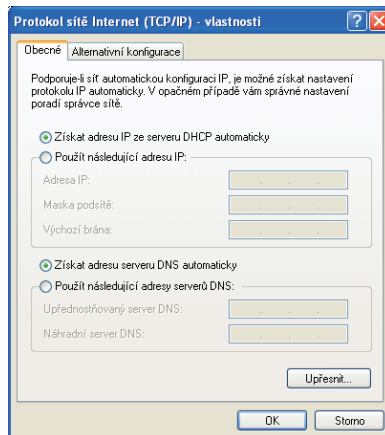 Protokol sítě Internet (TCP/IP) - vlastnosti
Obecné
Alternativní konfigurace
Podporuje-li síť automatickou konfiguraci IP, je možné získat nastavení
protokolu IP automaticky. V opačném případě vám správné nastavení
poradí správce sítě.
Získat adresu IP ze serveru DHCP automaticky
Použít následující adresu IP:
Adresa IP:
Maska podsítě:
Výchozí brána:
Získat adresu serveru DNS automaticky
Použít následující adresy serverů DNS:
Upřednostňovaný server DNS:
Náhradní server DNS:
Upřesnit...
OK
Storno